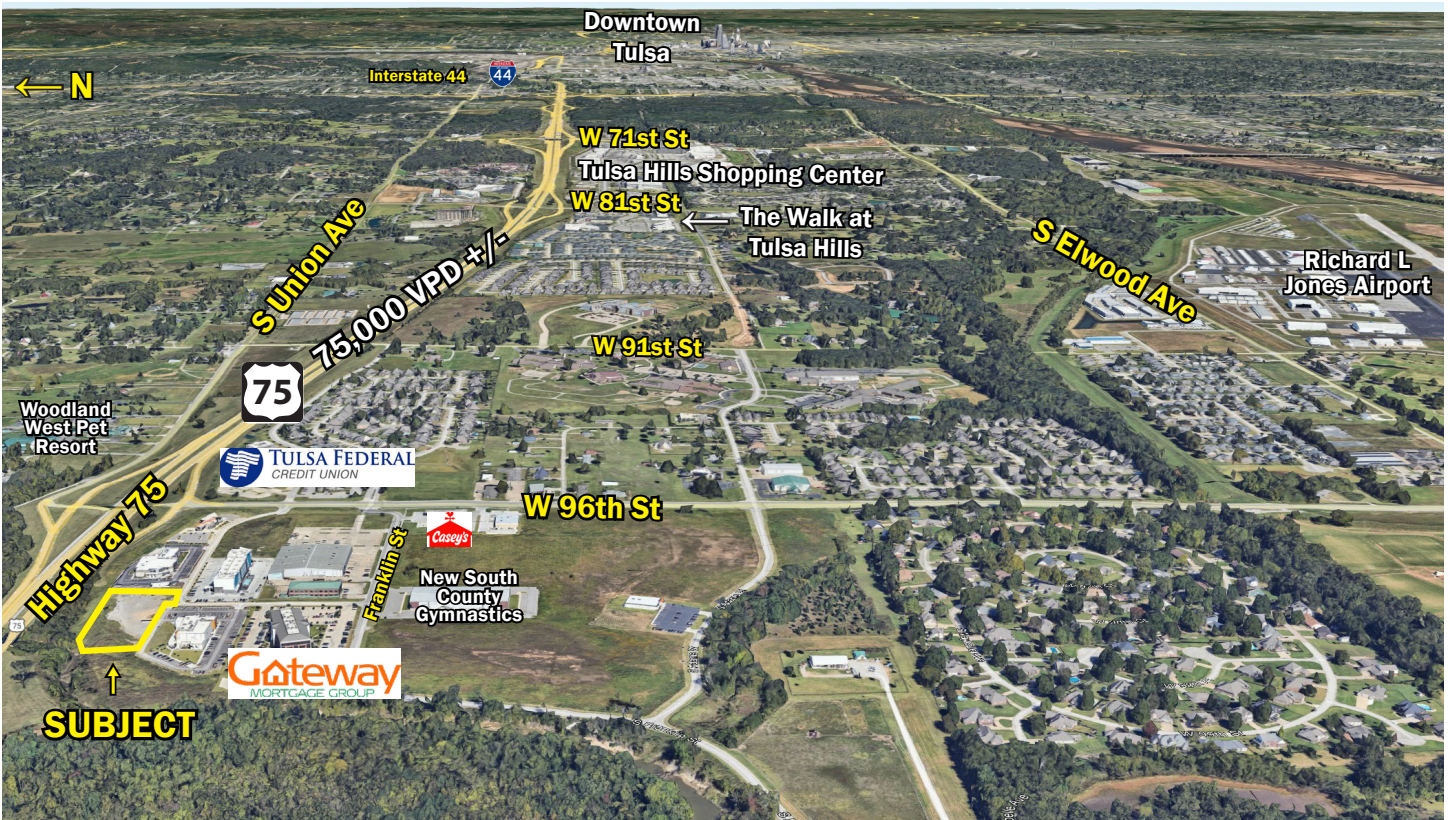 Downtown
Tulsa
← N
Interstate 44
44
W 71st St
Tulsa Hills Shopping Center
W 81st St
← The Walk at
Tulsa Hills
S Union Ave
75,000 VPD +/-
S Elwood Ave
Richard L
Jones Airport
W 91st St
75
Woodland
West Pet
Resort
TULSA FEDERAL
CREDIT UNION
Highway 75
W 96th St
Casey's
Franklin St
New South
County
Gymnastics
75
Gateway
MORTGAGE GROUP
SUBJECT